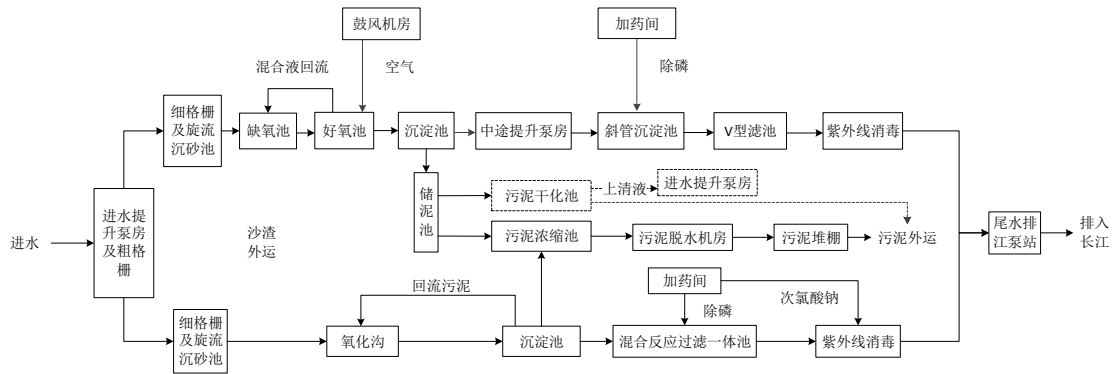 鼓风机房
加药间
混合液回流
空气
除磷
细格栅
及旋流
沉砂池
缺氧池
好氧池
沉淀池
中途提升泵房
斜管沉淀池
V型滤池
紫外线消毒
储
泥
池
污泥干化池
上清液
进水提升泵房
进水
进水提
升泵房
及粗格
栅
沙渣
外运
污泥浓缩池
污泥脱水机房
污泥堆棚
污泥外运
尾水排
江泵站
排入
长江
加药间
回流污泥
除磷
次氯酸钠
细格栅
及旋流
沉砂池
氧化沟
沉淀池
混合反应过滤一体池
紫外线消毒